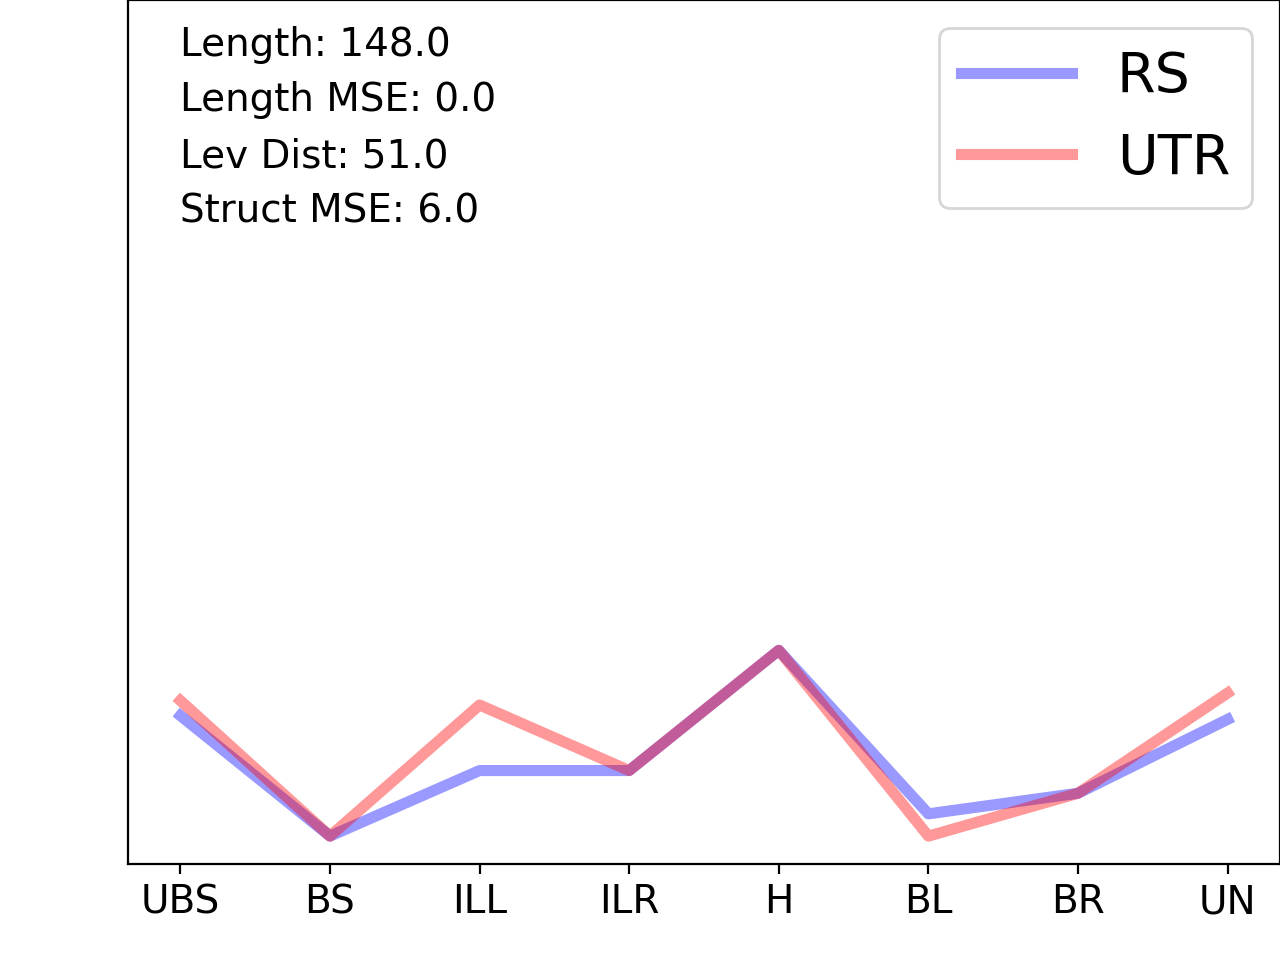 Length: 148.0
Length MSE: 0.0
Lev Dist: 51.0
Struct MSE: 6.0
RS
UTR
UBS BS ILL ILR H BL BR UN